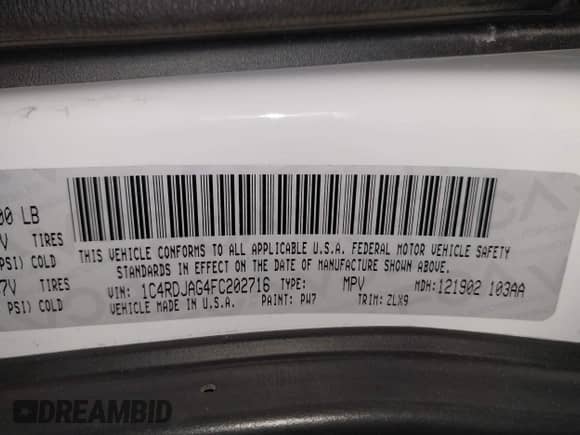 00 LB
V TIRES
PSI) COLD
7V TIRES
PSI) COLD
THIS VEHICLE CONFORMS TO ALL APPLICABLE U.S.A. FEDERAL MOTOR VEHICLE SAFETY
STANDARDS IN EFFECT ON THE DATE OF MANUFACTURE SHOWN ABOVE.
VIN: 1C4RDJAG4FC202716 TYPE: MPV MDH:121902 103AA
VEHICLE MADE IN U.S.A. PAINT: PW7 TRIM: ZLX9
DREAMBID